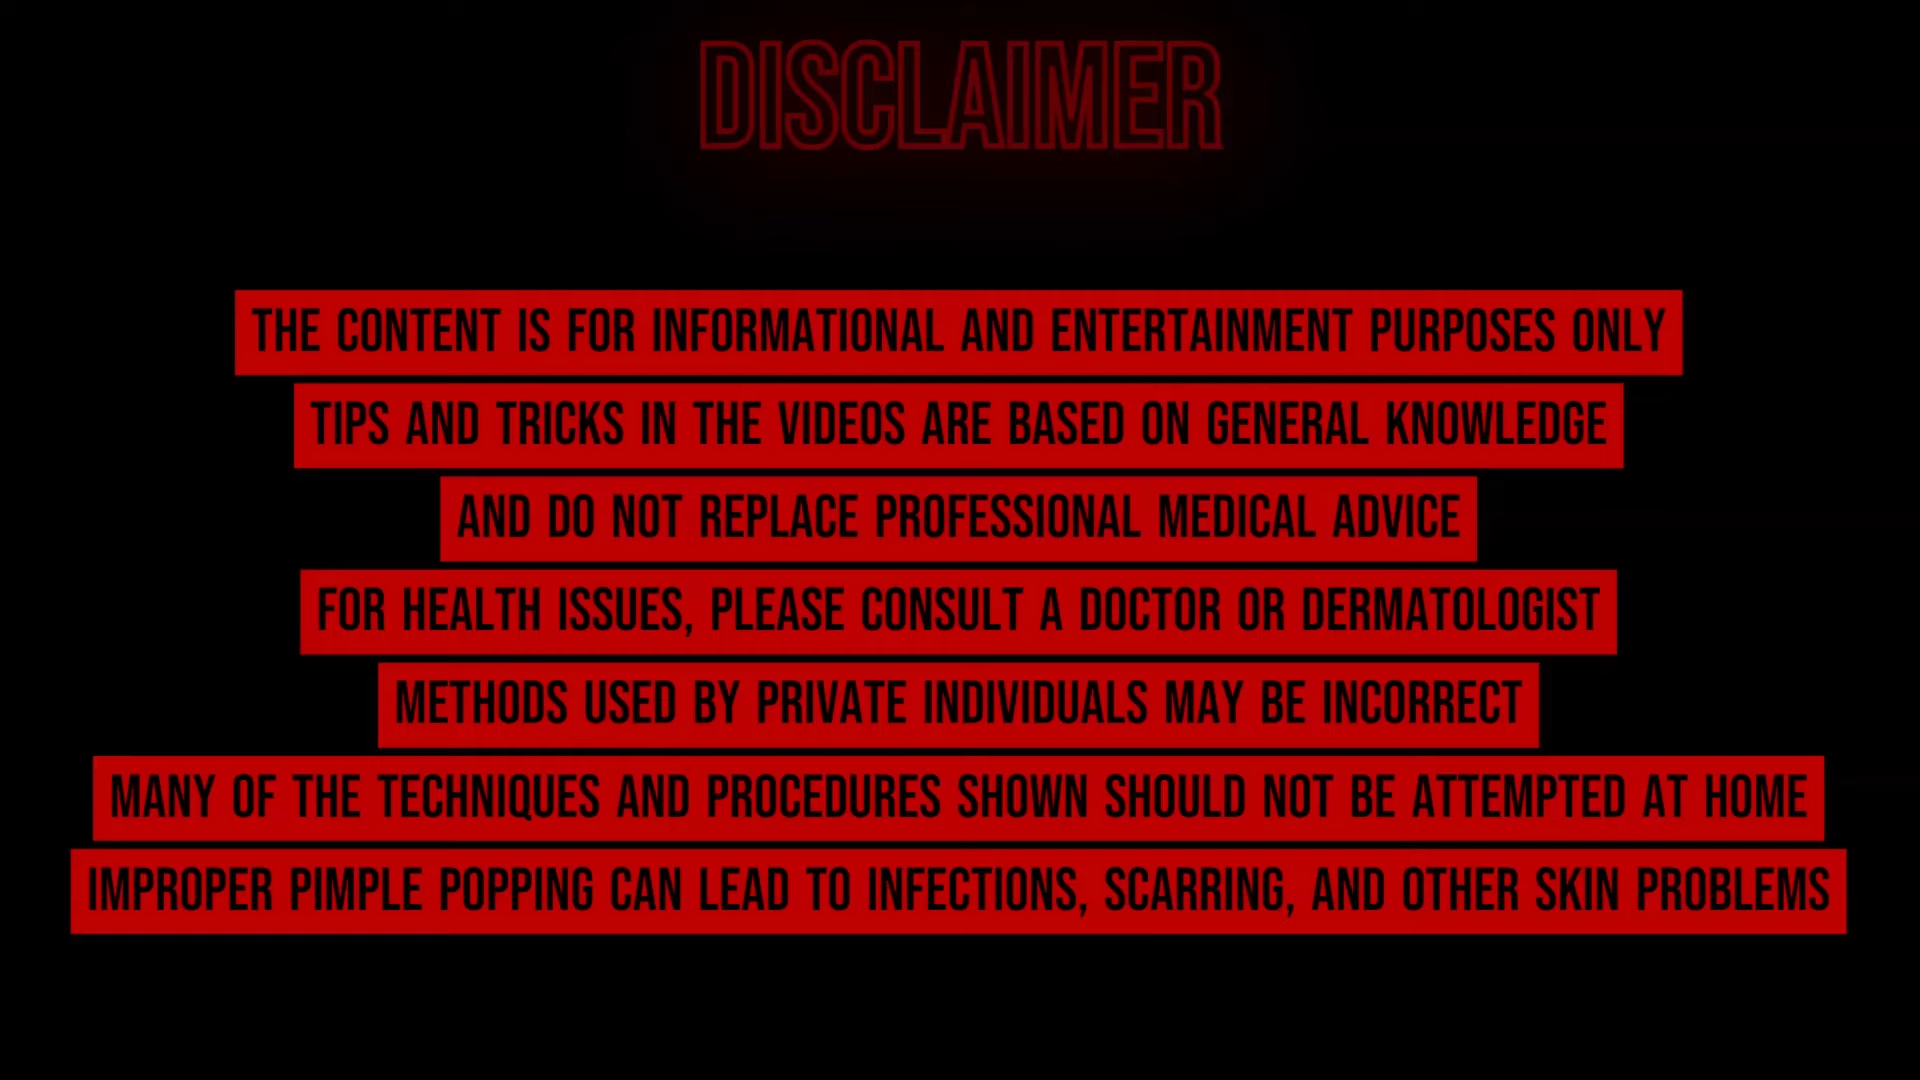 DISCLAIMER
THE CONTENT IS FOR INFORMATIONAL AND ENTERTAINMENT PURPOSES ONLY
TIPS AND TRICKS IN THE VIDEOS ARE BASED ON GENERAL KNOWLEDGE
AND DO NOT REPLACE PROFESSIONAL MEDICAL ADVICE
FOR HEALTH ISSUES, PLEASE CONSULT A DOCTOR OR DERMATOLOGIST
METHODS USED BY PRIVATE INDIVIDUALS MAY BE INCORRECT
MANY OF THE TECHNIQUES AND PROCEDURES SHOWN SHOULD NOT BE ATTEMPTED AT HOME
IMPROPER PIMPLE POPPING CAN LEAD TO INFECTIONS, SCARRING, AND OTHER SKIN PROBLEMS